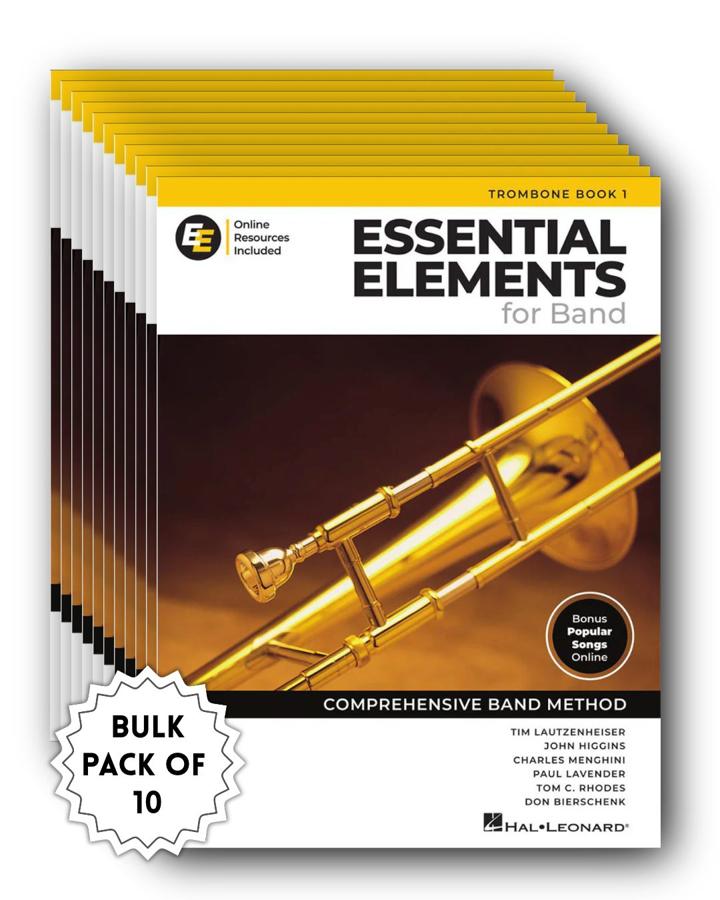 TROMBONE BOOK 1
EE
Online
Resources
Included
ESSENTIAL
ELEMENTS
for Band
Bonus
Popular
Songs
Online
COMPREHENSIVE BAND METHOD
TIM LAUTZENHEISER
JOHN HIGGINS
CHARLES MENGHINI
PAUL LAVENDER
TOM C. RHODES
DON BIERSCHENK
HAL•LEONARD®
BULK
PACK OF
10